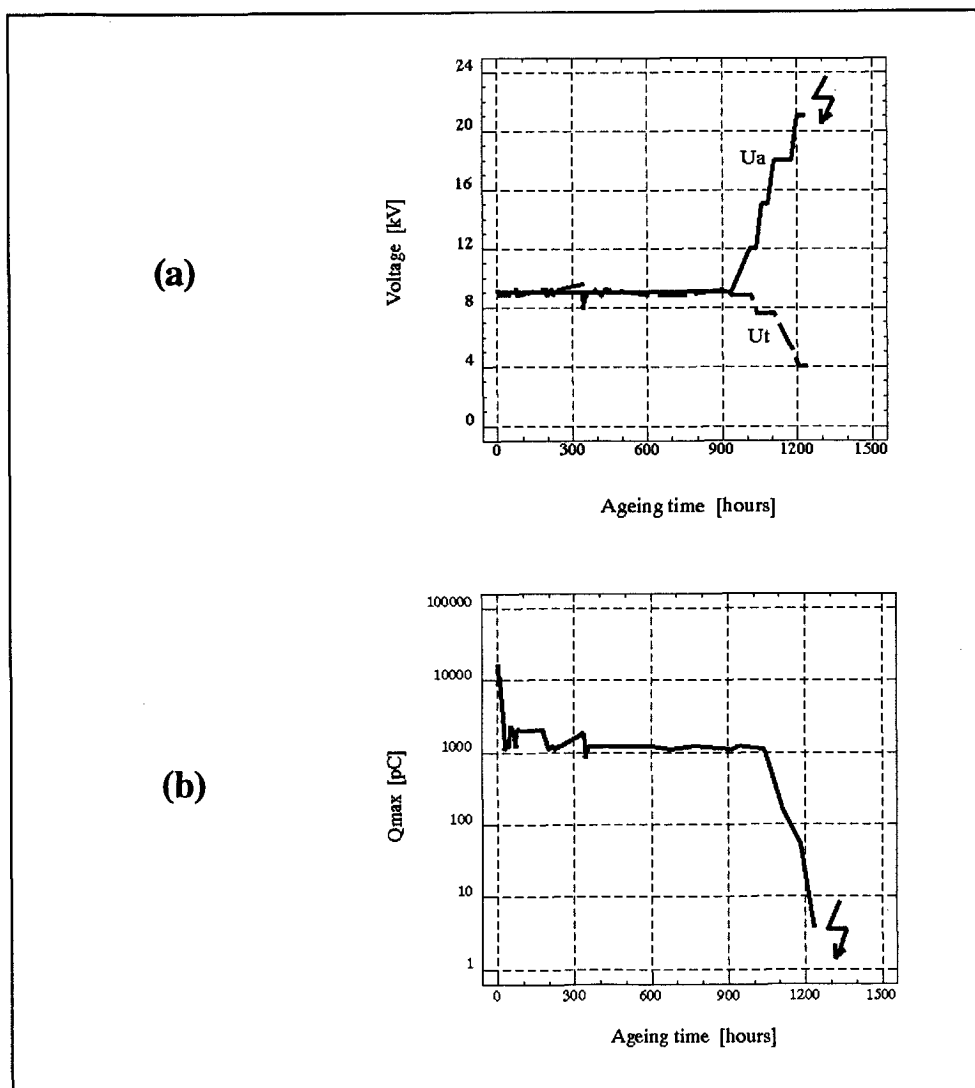 (a)
Voltage [kV]
24
20
16
12
8
4
0
Ua
Ut
0 300 600 900 1200 1500
Ageing time [hours]
(b)
Qmax [pC]
100000
10000
1000
100
10
1
0 300 600 900 1200 1500
Ageing time [hours]